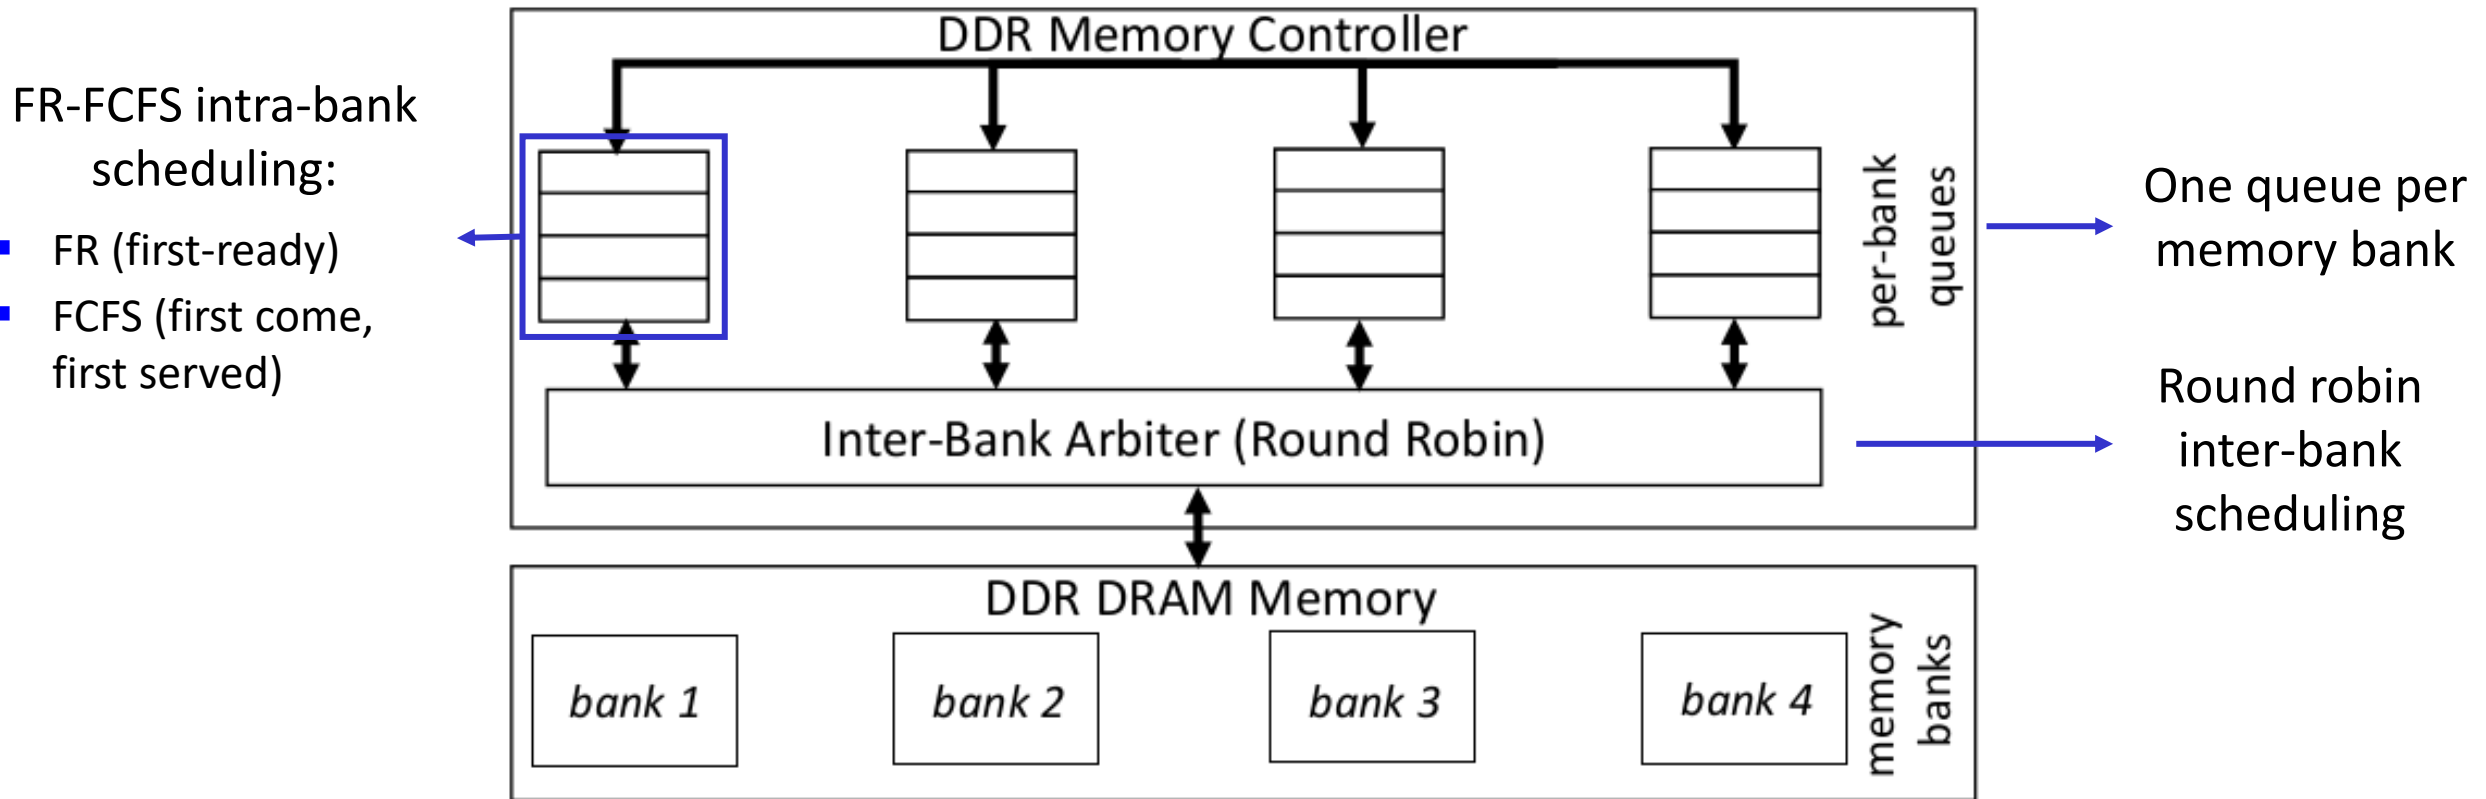 DDR Memory Controller
FR-FCFS intra-bank
scheduling:
FR (first-ready)
FCFS (first come,
first served)
per-bank
queues
One queue per
memory bank
Inter-Bank Arbiter (Round Robin)
Round robin
inter-bank
scheduling
DDR DRAM Memory
bank 1
bank 2
bank 3
bank 4
memory
banks